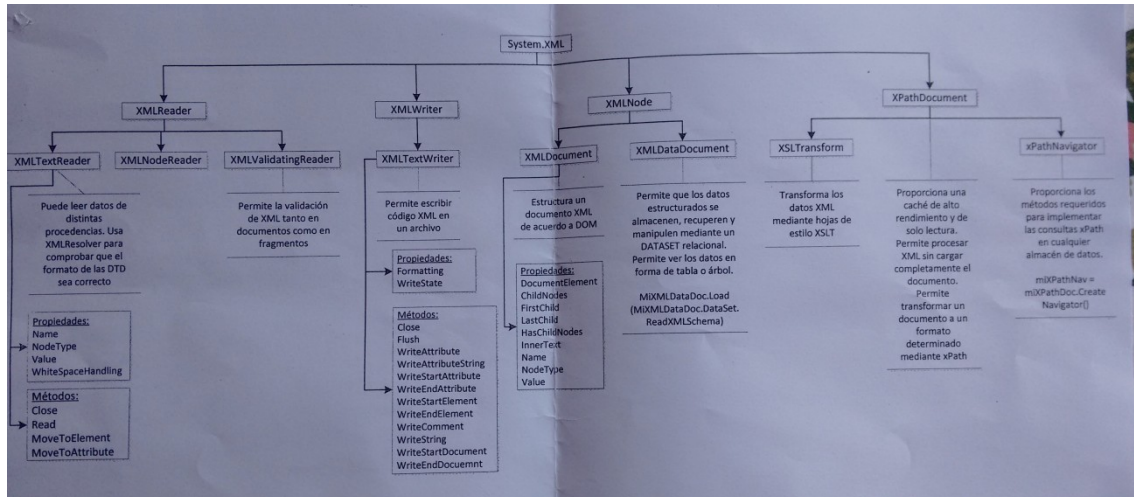 System.XML
XMLReader
XMLWriter
XMLNode
XPathDocument
XMLTextReader
XMLNodeReader
XMLValidatingReader
XMLTextWriter
XMLDocument
XMLDataDocument
XSLTransform
xPathNavigator
Puede leer datos de
distintas
procedencias. Usa
XMLResolver para
comprobar que el
formato de las DTD
sea correcto
Propiedades:
Name
NodeType
Value
WhiteSpaceHandling
Métodos:
Close
Read
MoveToElement
MoveToAttribute
Permite la validación
de XML tanto en
documentos como en
fragmentos
Permite escribir
código XML en
un archivo
Propiedades:
Formatting
WriteState
Métodos:
Close
Flush
WriteAttribute
WriteAttributeString
WriteStartAttribute
WriteEndAttribute
WriteStartElement
WriteEndElement
WriteComment
WriteString
WriteStartDocument
WriteEndDocuemnt
Estructura un
documento XML
de acuerdo a DOM
Propiedades:
DocumentElement
ChildNodes
FirstChild
LastChild
HasChildNodes
InnerText
Name
NodeType
Value
Permite que los datos
estructurados se
almacenen, recuperen y
manipulen mediante un
DATASET relacional.
Permite ver los datos en
forma de tabla o árbol.
MiXMLDataDoc.Load
(MiXMLDataDoc.DataSet.
ReadXMLSchema)
Transforma los
datos XML
mediante hojas de
estilo XSLT
Proporciona una
caché de alto
rendimiento y de
solo lectura.
Permite procesar
XML sin cargar
completamente el
documento.
Permite
transformar un
documento a un
formato
determinado
mediante xPath
Proporciona los
métodos requeridos
para implementar
las consultas xPath
en cualquier
almacén de datos.
miXPathNav =
miXPathDoc.Create
Navigator()